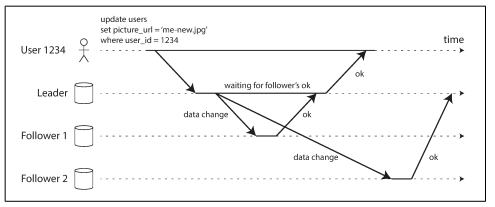 update users
set picture_url = 'me-new.jpg'
where user_id = 1234
time
User 1234
ok
waiting for follower's ok
Leader
data change
ok
Follower 1
data change
ok
Follower 2